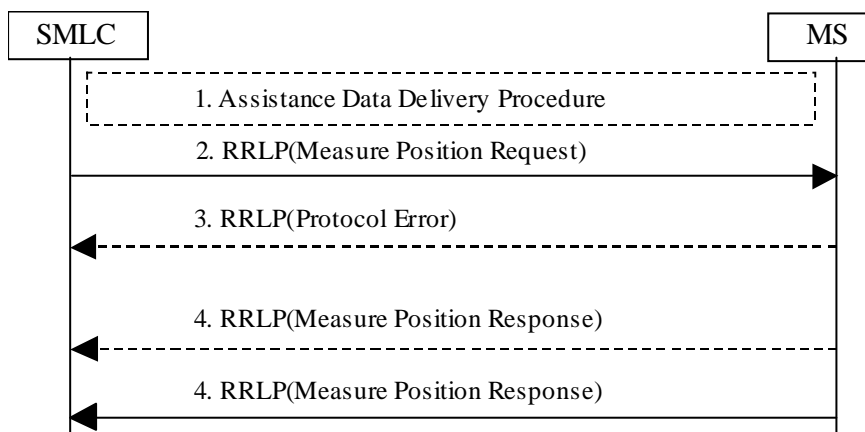 SMLC
MS
1. Assistance Data Delivery Procedure
2. RRLP(Measure Position Request)
3. RRLP(Protocol Error)
4. RRLP(Measure Position Response)
4. RRLP(Measure Position Response)